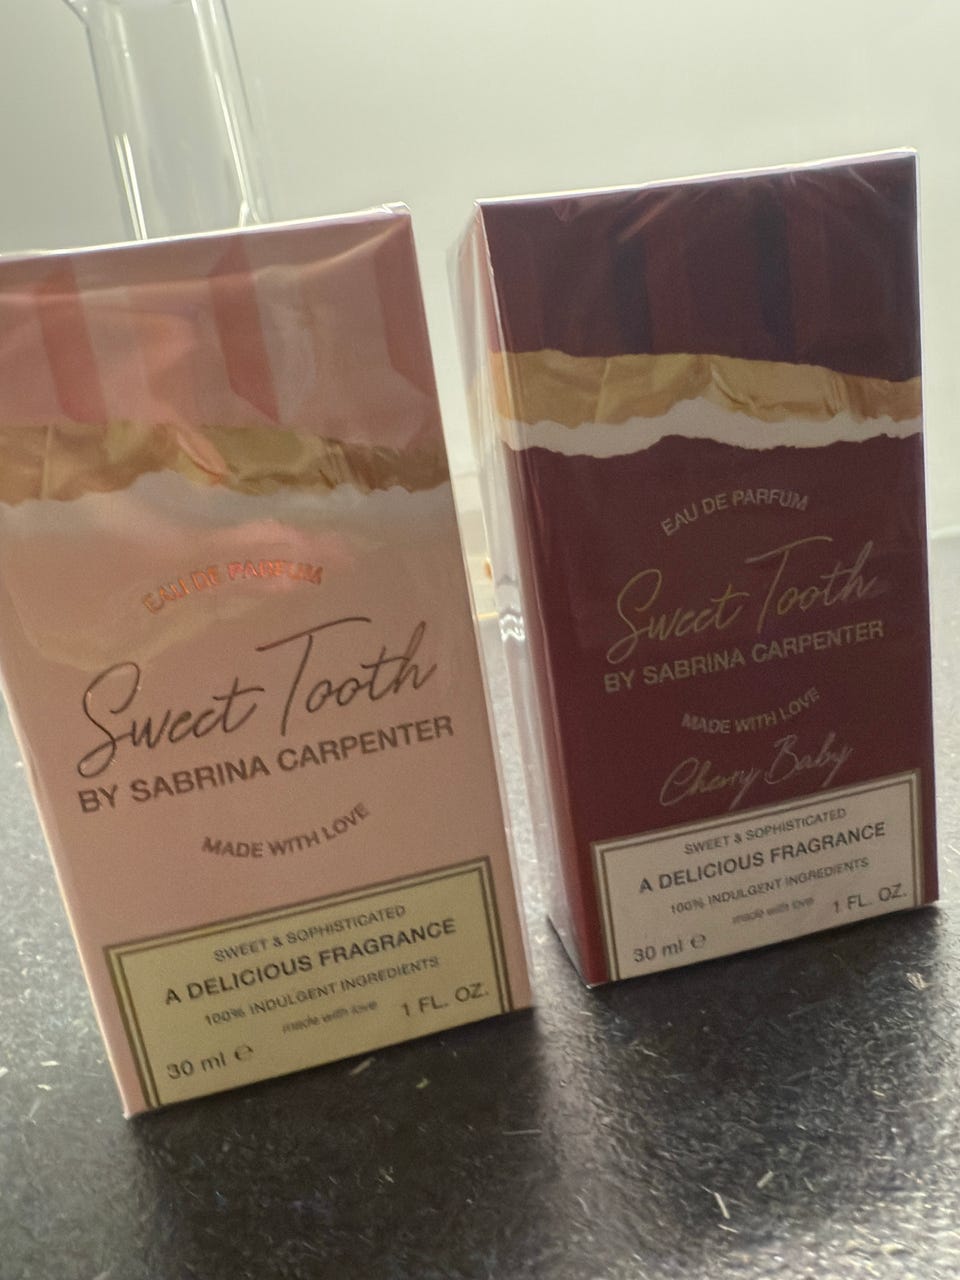 EAU DE PARFUM
Sweet Tooth
BY SABRINA CARPENTER
MADE WITH LOVE
SWEET & SOPHISTICATED
A DELICIOUS FRAGRANCE
100% INDULGENT INGREDIENTS
made with love
30 ml ℮ 1 FL. OZ.
EAU DE PARFUM
Sweet Tooth
BY SABRINA CARPENTER
MADE WITH LOVE
Cherry Baby
SWEET & SOPHISTICATED
A DELICIOUS FRAGRANCE
100% INDULGENT INGREDIENTS
made with love
30 ml ℮ 1 FL. OZ.